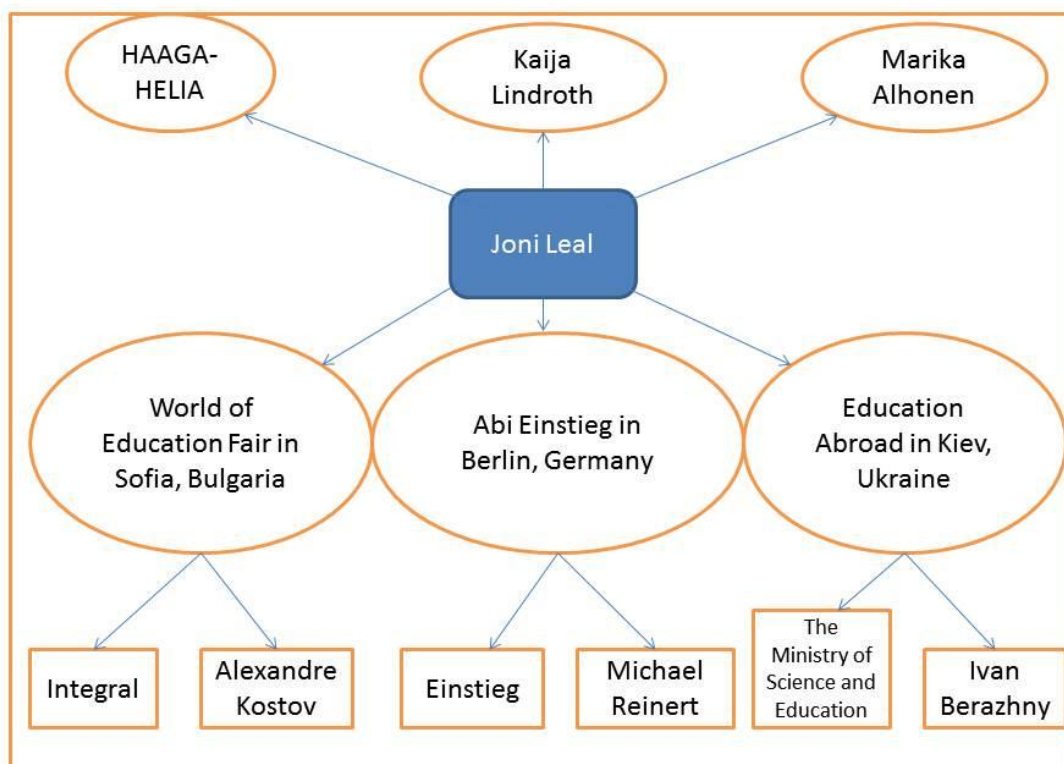 HAAGA-
HELIA
Kaija
Lindroth
Marika
Alhonen
Joni Leal
World of
Education Fair in
Sofia, Bulgaria
Abi Einstieg in
Berlin, Germany
Education
Abroad in Kiev,
Ukraine
Integral
Alexandre
Kostov
Einstieg
Michael
Reinert
The
Ministry of
Science and
Education
Ivan
Berazhny